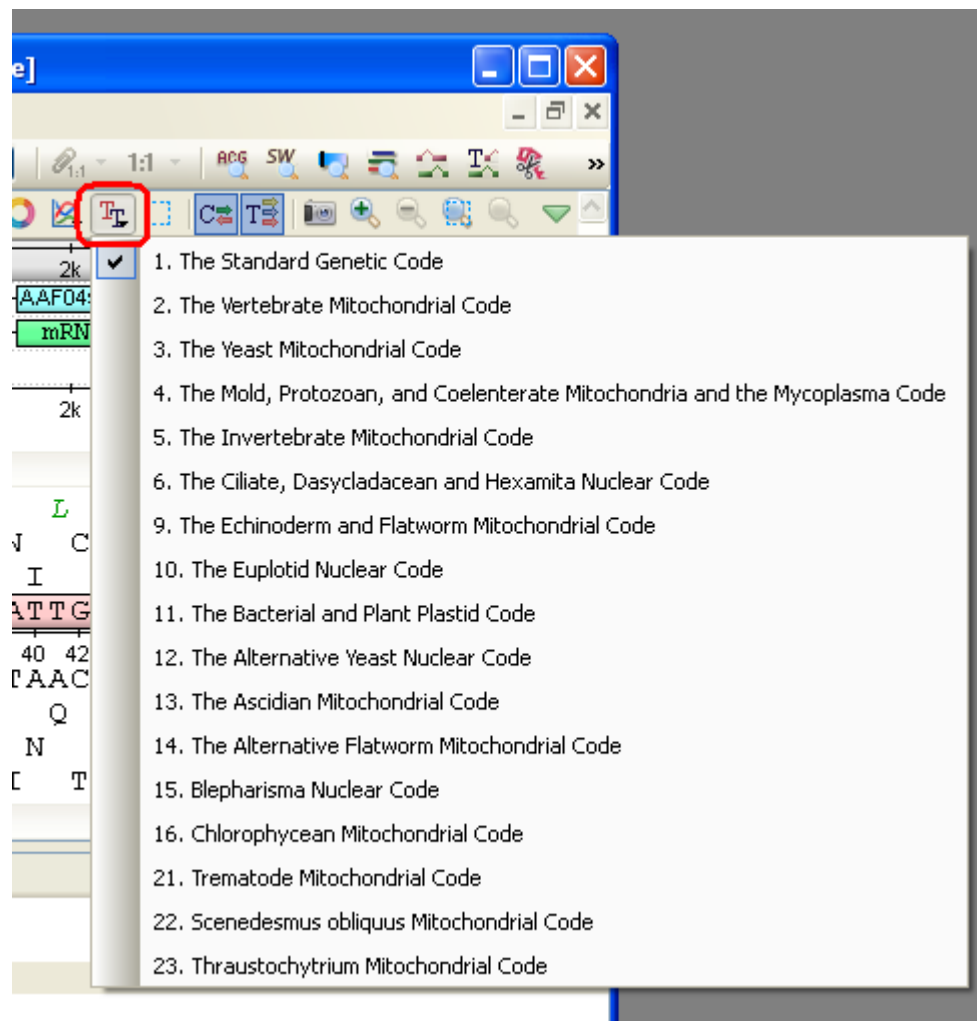 e]
1:1 1:1 ACG SW T »
TT C T
2k
AAF04
mRN
2k
L
C
I
ATTG
40 42
TAAC
Q
N
I T
1. The Standard Genetic Code
2. The Vertebrate Mitochondrial Code
3. The Yeast Mitochondrial Code
4. The Mold, Protozoan, and Coelenterate Mitochondria and the Mycoplasma Code
5. The Invertebrate Mitochondrial Code
6. The Ciliate, Dasycladacean and Hexamita Nuclear Code
9. The Echinoderm and Flatworm Mitochondrial Code
10. The Euplotid Nuclear Code
11. The Bacterial and Plant Plastid Code
12. The Alternative Yeast Nuclear Code
13. The Ascidian Mitochondrial Code
14. The Alternative Flatworm Mitochondrial Code
15. Blepharisma Nuclear Code
16. Chlorophycean Mitochondrial Code
21. Trematode Mitochondrial Code
22. Scenedesmus obliquus Mitochondrial Code
23. Thraustochytrium Mitochondrial Code